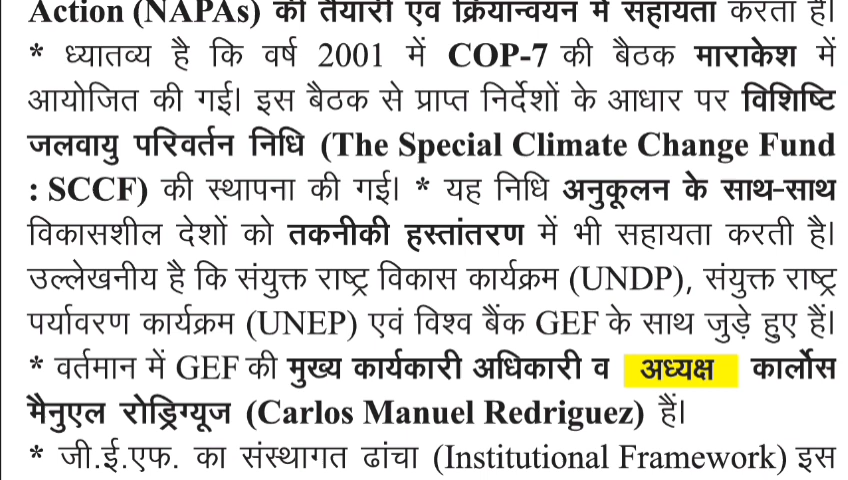 Action (NAPAs) की तैयारी एवं क्रियान्वयन में सहायता करता है।
* ध्यातव्य है कि वर्ष 2001 में COP-7 की बैठक माराकेश में
आयोजित की गई। इस बैठक से प्राप्त निर्देशों के आधार पर विशिष्टि
जलवायु परिवर्तन निधि (The Special Climate Change Fund
: SCCF) की स्थापना की गई। * यह निधि अनुकूलन के साथ-साथ
विकासशील देशों को तकनीकी हस्तांतरण में भी सहायता करती है।
उल्लेखनीय है कि संयुक्त राष्ट्र विकास कार्यक्रम (UNDP), संयुक्त राष्ट्र
पर्यावरण कार्यक्रम (UNEP) एवं विश्व बैंक GEF के साथ जुड़े हुए हैं।
* वर्तमान में GEF की मुख्य कार्यकारी अधिकारी व अध्यक्ष कार्लोस
मैनुएल रोड्रिग्यूज (Carlos Manuel Redriguez) हैं।
* जी.ई.एफ. का संस्थागत ढांचा (Institutional Framework) इस